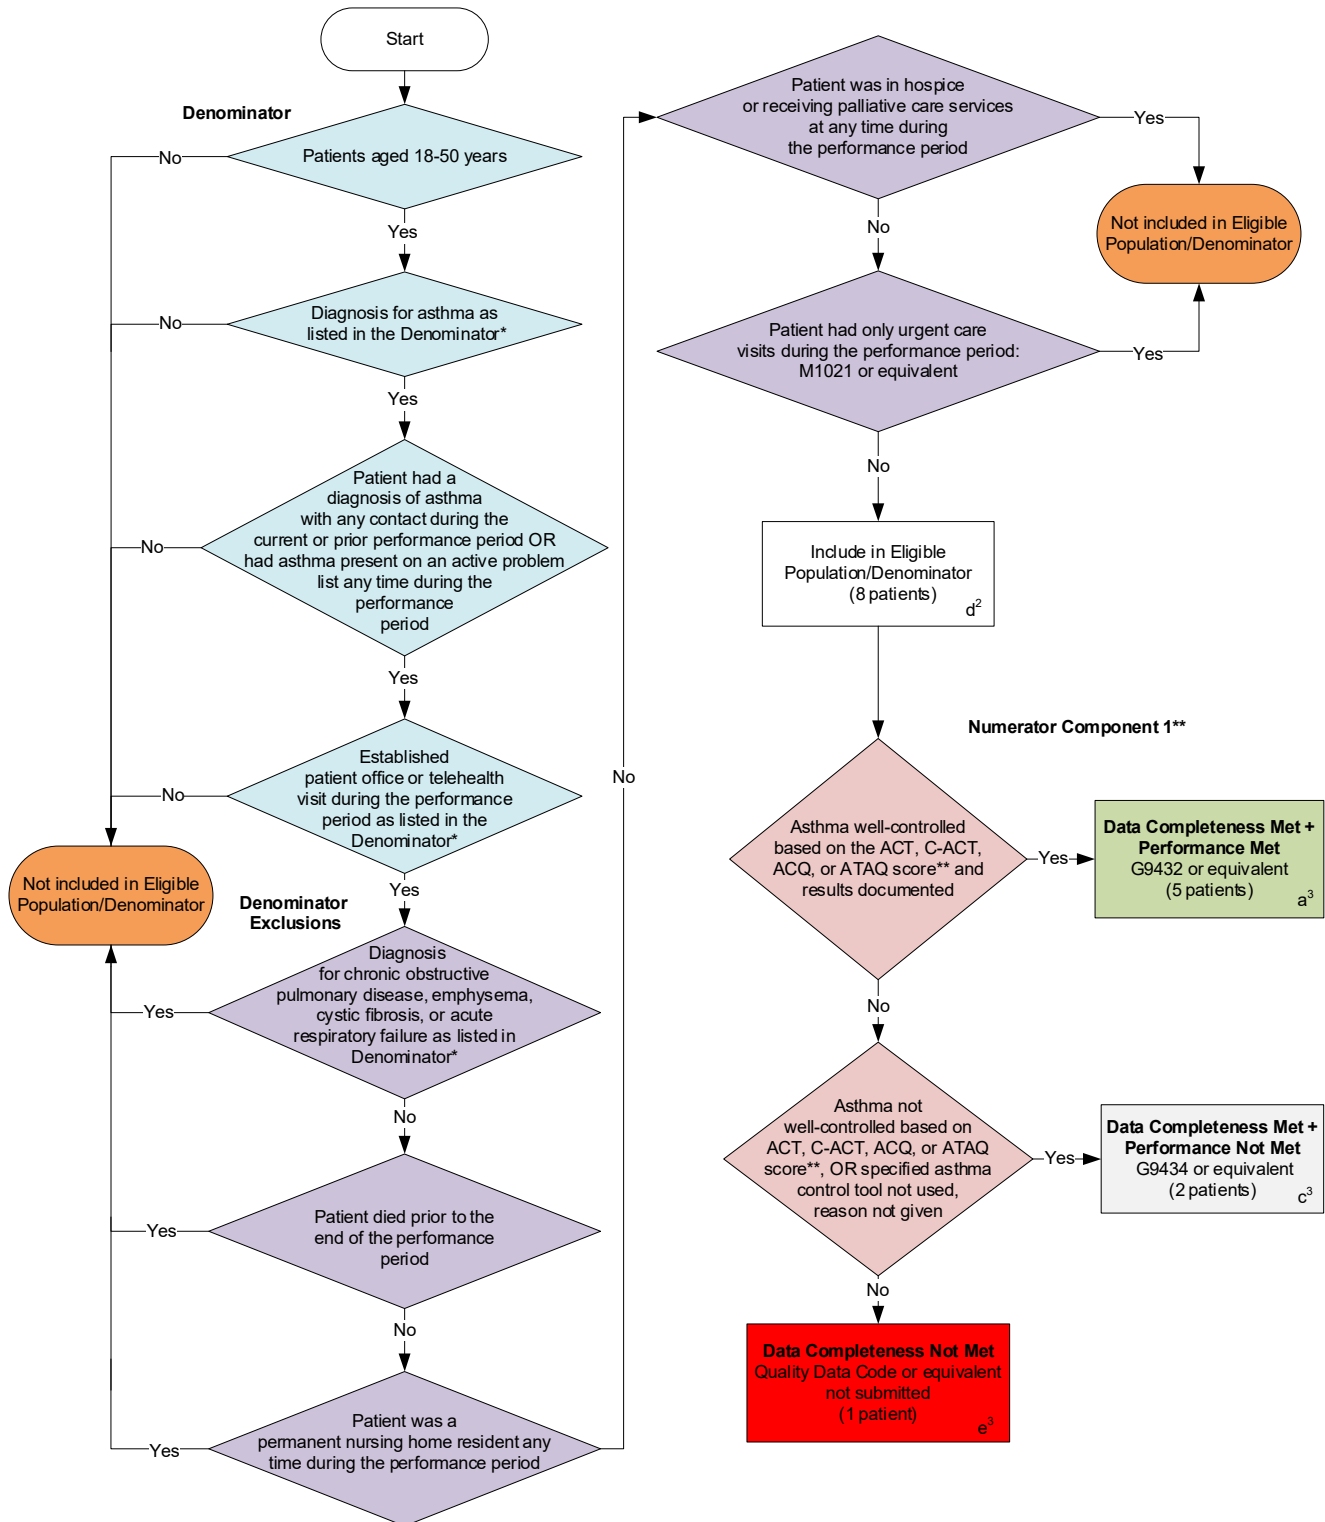 Start
Denominator
Patients aged 18-50 years
No
Yes
Diagnosis for asthma as
listed in the Denominator*
No
Yes
Patient had a
diagnosis of asthma
with any contact during the
current or prior performance period OR
had asthma present on an active problem
list any time during the
performance
period
No
Yes
Established
patient office or telehealth
visit during the performance
period as listed in the
Denominator*
No
Yes
Not included in Eligible
Population/Denominator
Denominator
Exclusions
Diagnosis
for chronic obstructive
pulmonary disease, emphysema,
cystic fibrosis, or acute
respiratory failure as listed in
Denominator*
Yes
No
Patient died prior to the
end of the performance
period
Yes
No
Patient was a
permanent nursing home resident any
time during the performance period
Yes
No
Patient was in hospice
or receiving palliative care services
at any time during
the performance period
Yes
No
Not included in Eligible
Population/Denominator
Patient had only urgent care
visits during the performance period:
M1021 or equivalent
Yes
No
Include in Eligible
Population/Denominator
(8 patients)
d²
Numerator Component 1**
Asthma well-controlled
based on the ACT, C-ACT,
ACQ, or ATAQ score** and
results documented
Yes
Data Completeness Met +
Performance Met
G9432 or equivalent
(5 patients)
a³
No
Asthma not
well-controlled based on
ACT, C-ACT, ACQ, or ATAQ
score**, OR specified asthma
control tool not used,
reason not given
Yes
Data Completeness Met +
Performance Not Met
G9434 or equivalent
(2 patients)
c³
No
Data Completeness Not Met
Quality Data Code or equivalent
not submitted
(1 patient)
e³